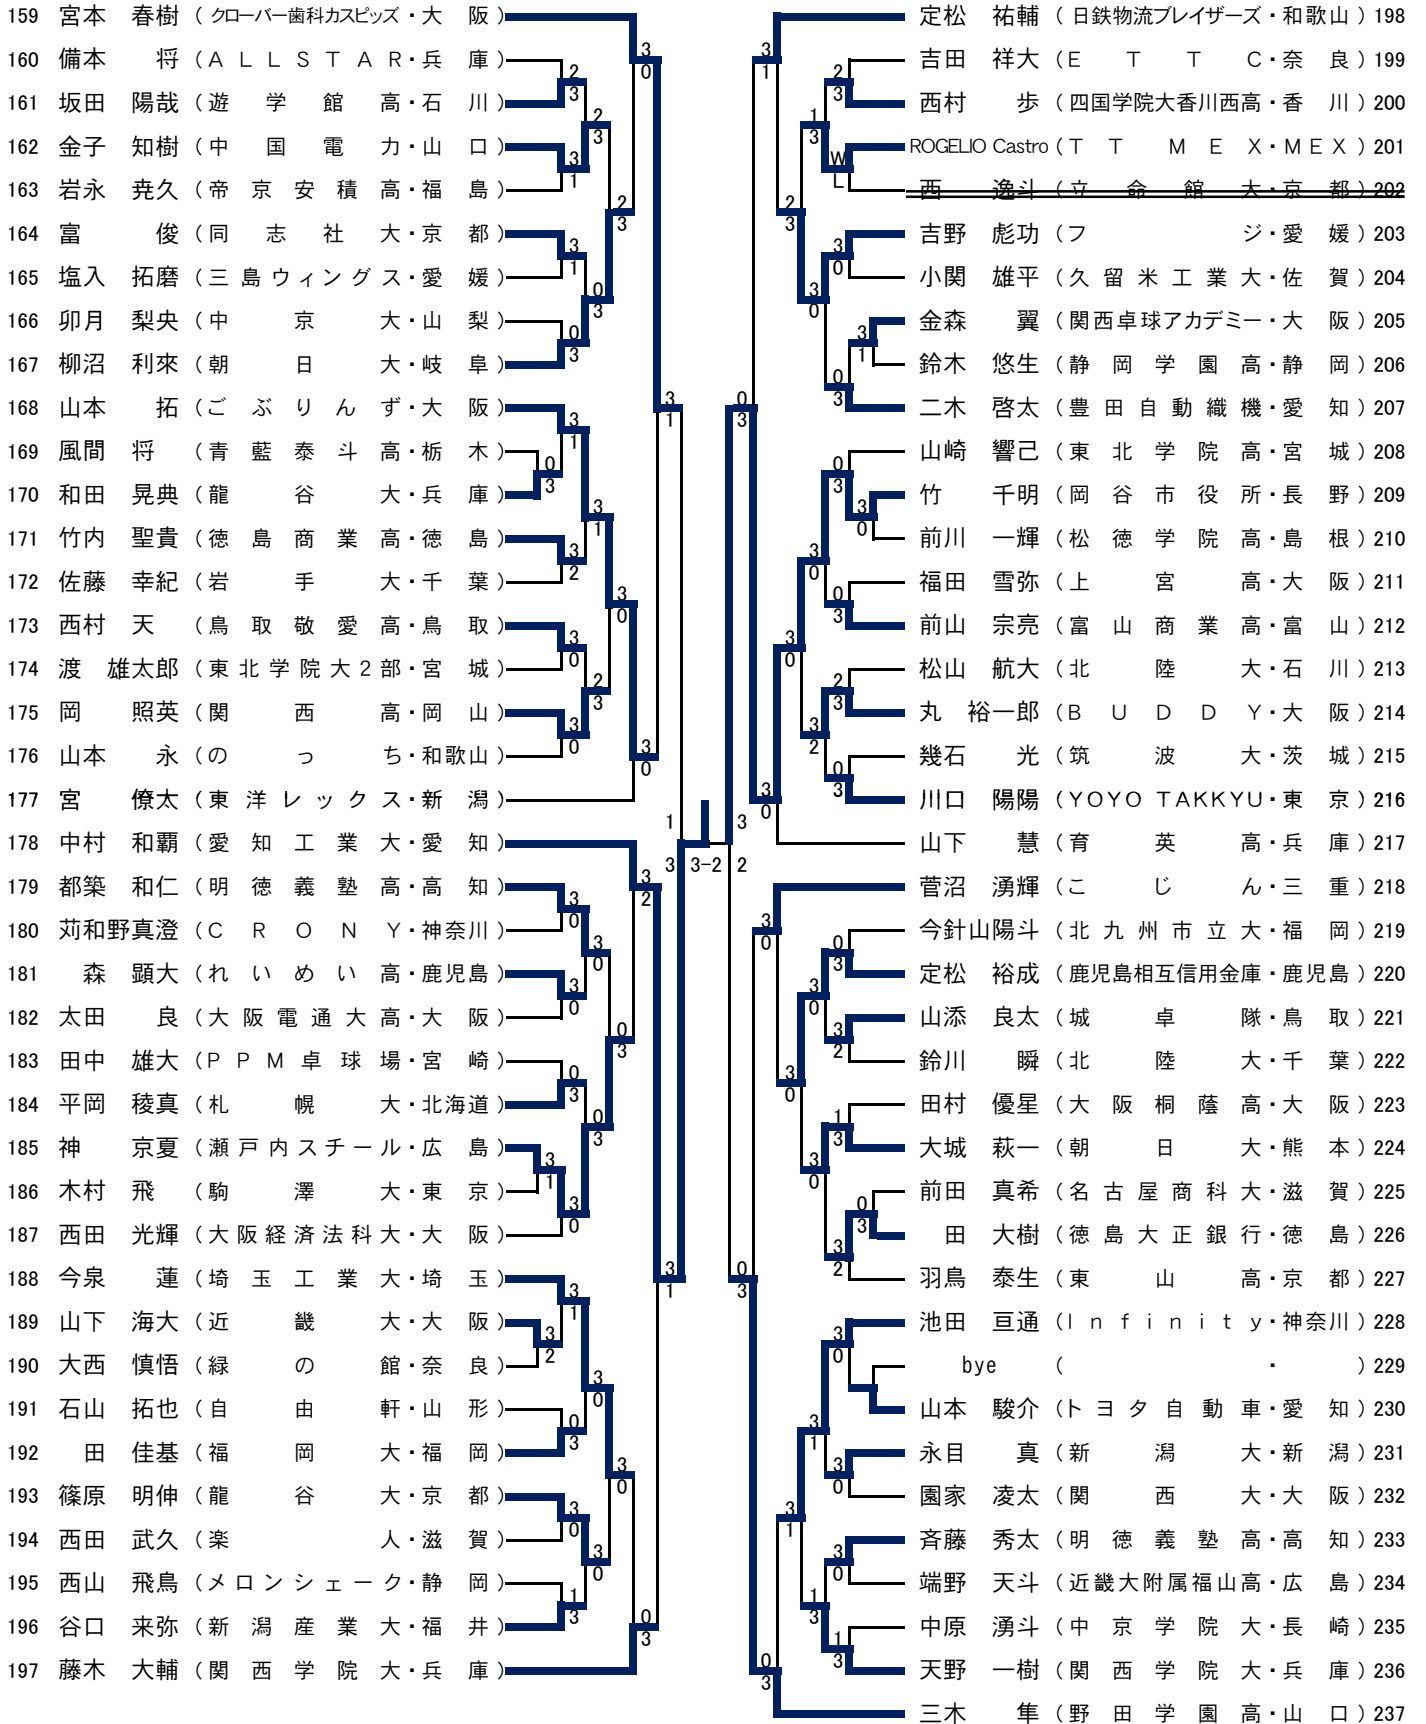 159 宮本 春樹 (クローバー歯科カスピッズ・大 阪)
160 備本 将 (ALLSTAR・兵 庫)
161 坂田 陽哉 (遊学館高・石 川)
162 金子 知樹 (中国電力・山 口)
163 岩永 尭久 (帝京安積高・福 島)
164 富 俊 (同志社大・京 都)
165 塩入 拓磨 (三島ウィングス・愛 媛)
166 卯月 梨央 (中京大・山 梨)
167 柳沼 利來 (朝日大・岐 阜)
168 山本 拓 (ごぶりんず・大 阪)
169 風間 将 (青藍泰斗高・栃 木)
170 和田 晃典 (龍谷大・兵 庫)
171 竹内 聖貴 (徳島商業高・徳 島)
172 佐藤 幸紀 (岩手大・千 葉)
173 西村 天 (鳥取敬愛高・鳥 取)
174 渡 雄太郎 (東北学院大2部・宮 城)
175 岡 照英 (関西高・岡 山)
176 山本 永 (のっち・和歌山)
177 宮 僚太 (東洋レックス・新 潟)
178 中村 和覇 (愛知工業大・愛 知)
179 都築 和仁 (明徳義塾高・高 知)
180 苅和野真澄 (CRONY・神奈川)
181 森 顕大 (れいめい高・鹿児島)
182 太田 良 (大阪電通大高・大 阪)
183 田中 雄大 (PPM卓球場・宮 崎)
184 平岡 稜真 (札幌大・北海道)
185 神 京夏 (瀬戸内スチール・広 島)
186 木村 飛 (駒澤大・東 京)
187 西田 光輝 (大阪経済法科大・大 阪)
188 今泉 蓮 (埼玉工業大・埼 玉)
189 山下 海大 (近畿大・大 阪)
190 大西 慎悟 (緑の館・奈 良)
191 石山 拓也 (自由軒・山 形)
192 田 佳基 (福岡大・福 岡)
193 篠原 明伸 (龍谷大・京 都)
194 西田 武久 (楽人・滋 賀)
195 西山 飛鳥 (メロンシェーク・静 岡)
196 谷口 来弥 (新潟産業大・福 井)
197 藤木 大輔 (関西学院大・兵 庫)
1
3 3-2
3
2
定松 祐輔 (日鉄物流ブレイザーズ・和歌山) 198
吉田 祥大 (ETTC・奈 良) 199
西村 歩 (四国学院大香川西高・香 川) 200
ROGELIO Castro (TT MEX・MEX) 201
西 逸斗 (立命館大・京 都) 202
吉野 彪功 (フジ・愛 媛) 203
小関 雄平 (久留米工業大・佐 賀) 204
金森 翼 (関西卓球アカデミー・大 阪) 205
鈴木 悠生 (静岡学園高・静 岡) 206
二木 啓太 (豊田自動織機・愛 知) 207
山崎 響己 (東北学院高・宮 城) 208
竹 千明 (岡谷市役所・長 野) 209
前川 一輝 (松徳学院高・島 根) 210
福田 雪弥 (上宮高・大 阪) 211
前山 宗亮 (富山商業高・富 山) 212
松山 航大 (北陸大・石 川) 213
丸 裕一郎 (BUDDY・大 阪) 214
幾石 光 (筑波大・茨 城) 215
川口 陽陽 (YOYO TAKKYU・東 京) 216
山下 慧 (育英高・兵 庫) 217
菅沼 湧輝 (こじん・三 重) 218
今針山陽斗 (北九州市立大・福 岡) 219
定松 裕成 (鹿児島相互信用金庫・鹿児島) 220
山添 良太 (城卓隊・鳥 取) 221
鈴川 瞬 (北陸大・千 葉) 222
田村 優星 (大阪桐蔭高・大 阪) 223
大城 萩一 (朝日大・熊 本) 224
前田 真希 (名古屋商科大・滋 賀) 225
田 大樹 (徳島大正銀行・徳 島) 226
羽鳥 泰生 (東山高・京 都) 227
池田 亘通 (Infinity・神奈川) 228
bye (・) 229
山本 駿介 (トヨタ自動車・愛 知) 230
永目 真 (新潟大・新 潟) 231
園家 凌太 (関西大・大 阪) 232
斉藤 秀太 (明徳義塾高・高 知) 233
端野 天斗 (近畿大附属福山高・広 島) 234
中原 湧斗 (中京学院大・長 崎) 235
天野 一樹 (関西学院大・兵 庫) 236
三木 隼 (野田学園高・山 口) 237